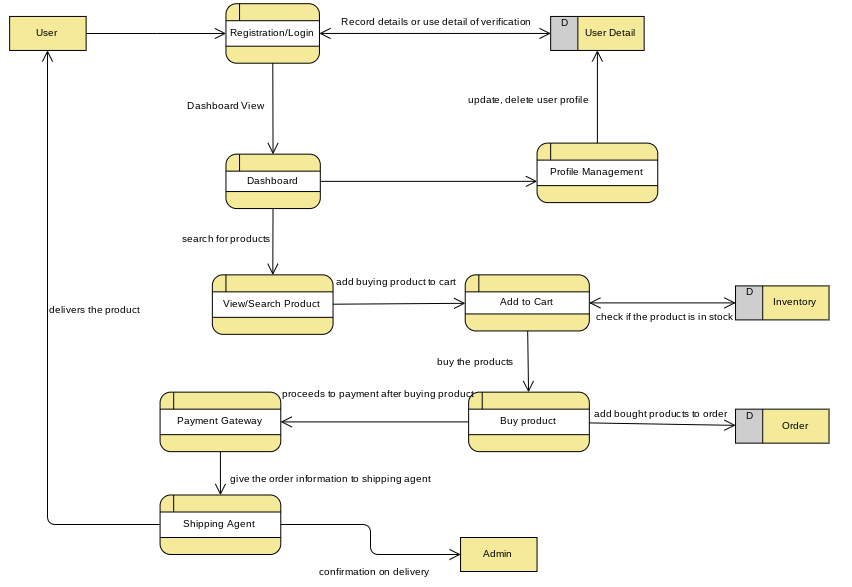 Record details or use detail of verification
D
User
Registration/Login
User Detail
Dashboard View
update, delete user profile
Dashboard
Profile Management
search for products
add buying product to cart
D
View/Search Product
Add to Cart
Inventory
delivers the product
check if the product is in stock
buy the products
proceeds to payment after buying product
add bought products to order
D
Payment Gateway
Buy product
Order
give the order information to shipping agent
Shipping Agent
Admin
confirmation on delivery